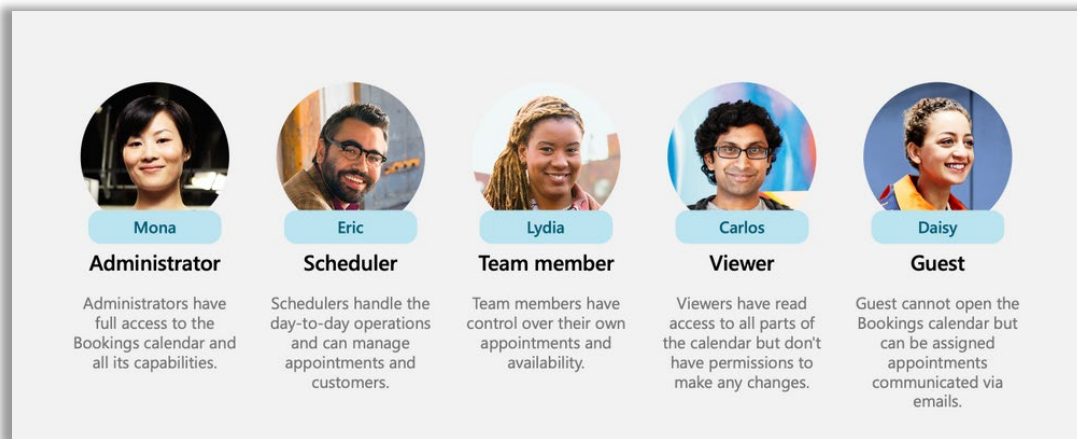 Mona
Administrator
Administrators have
full access to the
Bookings calendar and
all its capabilities.
Eric
Scheduler
Schedulers handle the
day-to-day operations
and can manage
appointments and
customers.
Lydia
Team member
Team members have
control over their own
appointments and
availability.
Carlos
Viewer
Viewers have read
access to all parts of
the calendar but don't
have permissions to
make any changes.
Daisy
Guest
Guest cannot open the
Bookings calendar but
can be assigned
appointments
communicated via
emails.